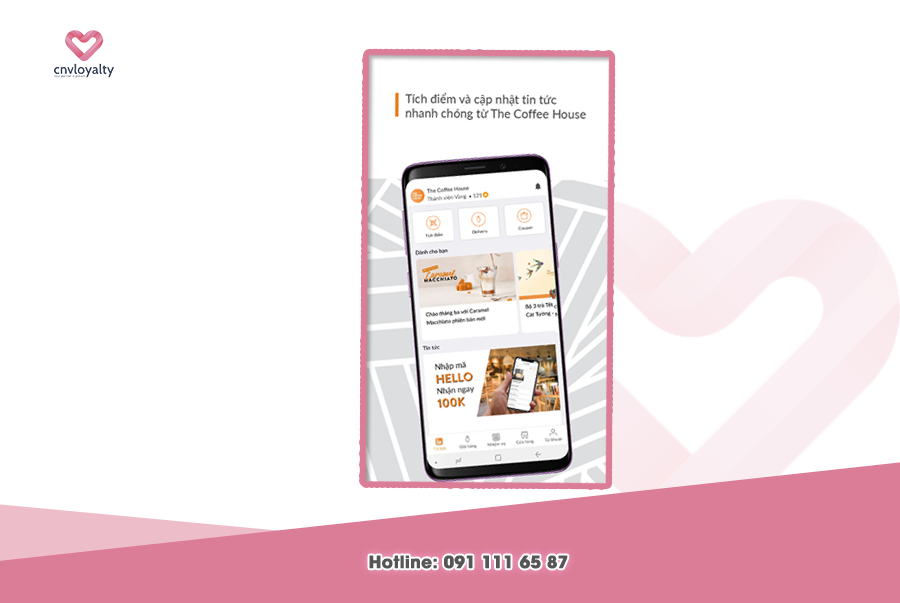 cnvloyalty
Tích điểm và cập nhật tin tức
nhanh chóng từ The Coffee House
The Coffee House
Thành viên Vàng • 121
Tích điểm
Delivery
Coupon
Dành cho bạn
Caramel
MACCHIATO
Chào tháng ba với Caramel
Macchiato phiên bản mới
Bộ 3 trà Tết
Cát Tường -
Tin tức
Nhập mã
HELLO
Nhận ngay
100K
Tin tức
Đặt hàng
Cửa hàng
Tài khoản
Hotline: 091 111 65 87